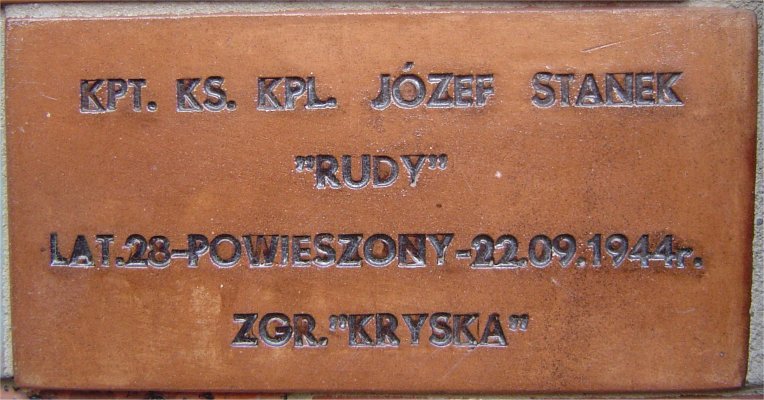 KPT. KS. KPL. JÓZEF STANEK
"RUDY"
LAT.28-POWIESZONY-22.09.1944r.
ZGR."KRYSKA"